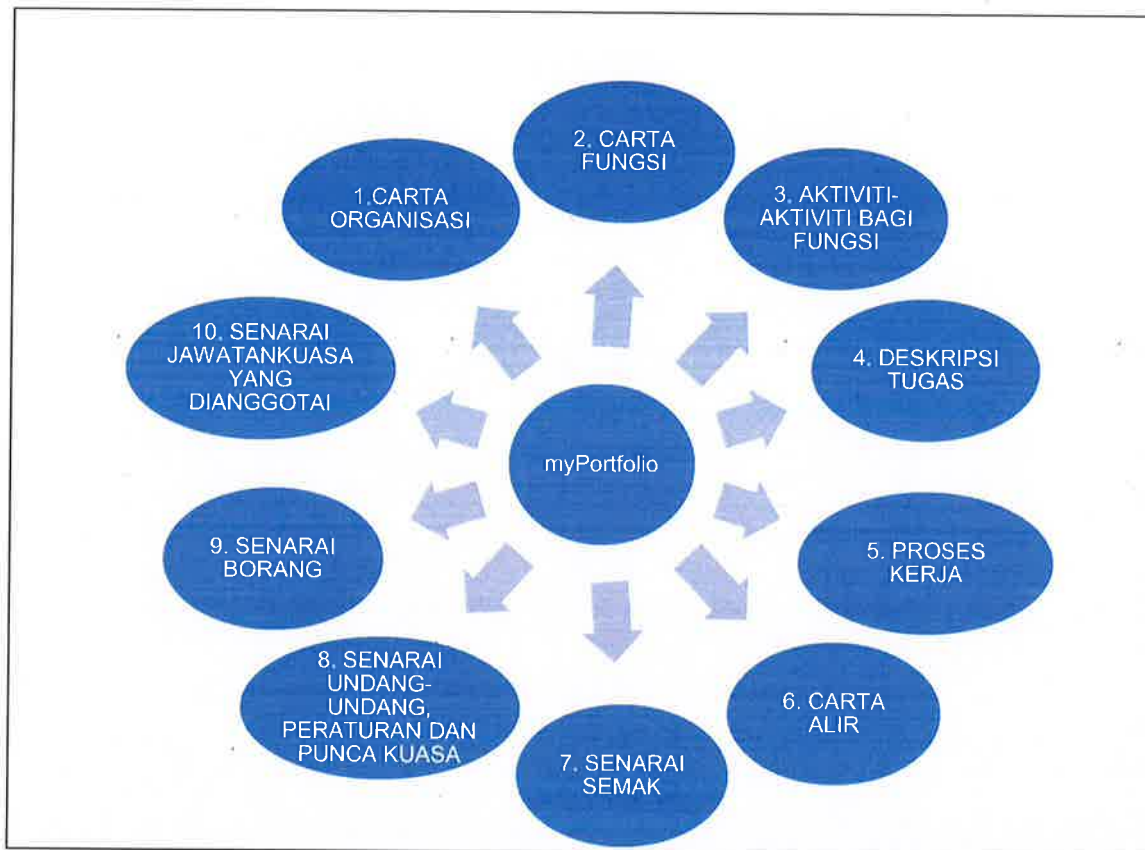 1.CARTA
ORGANISASI
2. CARTA
FUNGSI
3. AKTIVITI-
AKTIVITI BAGI
FUNGSI
4. DESKRIPSI
TUGAS
5. PROSES
KERJA
6. CARTA
ALIR
7. SENARAI
SEMAK
8. SENARAI
UNDANG-
UNDANG,
PERATURAN DAN
PUNCA KUASA
9. SENARAI
BORANG
10. SENARAI
JAWATANKUASA
YANG
DIANGGOTAI
myPortfolio